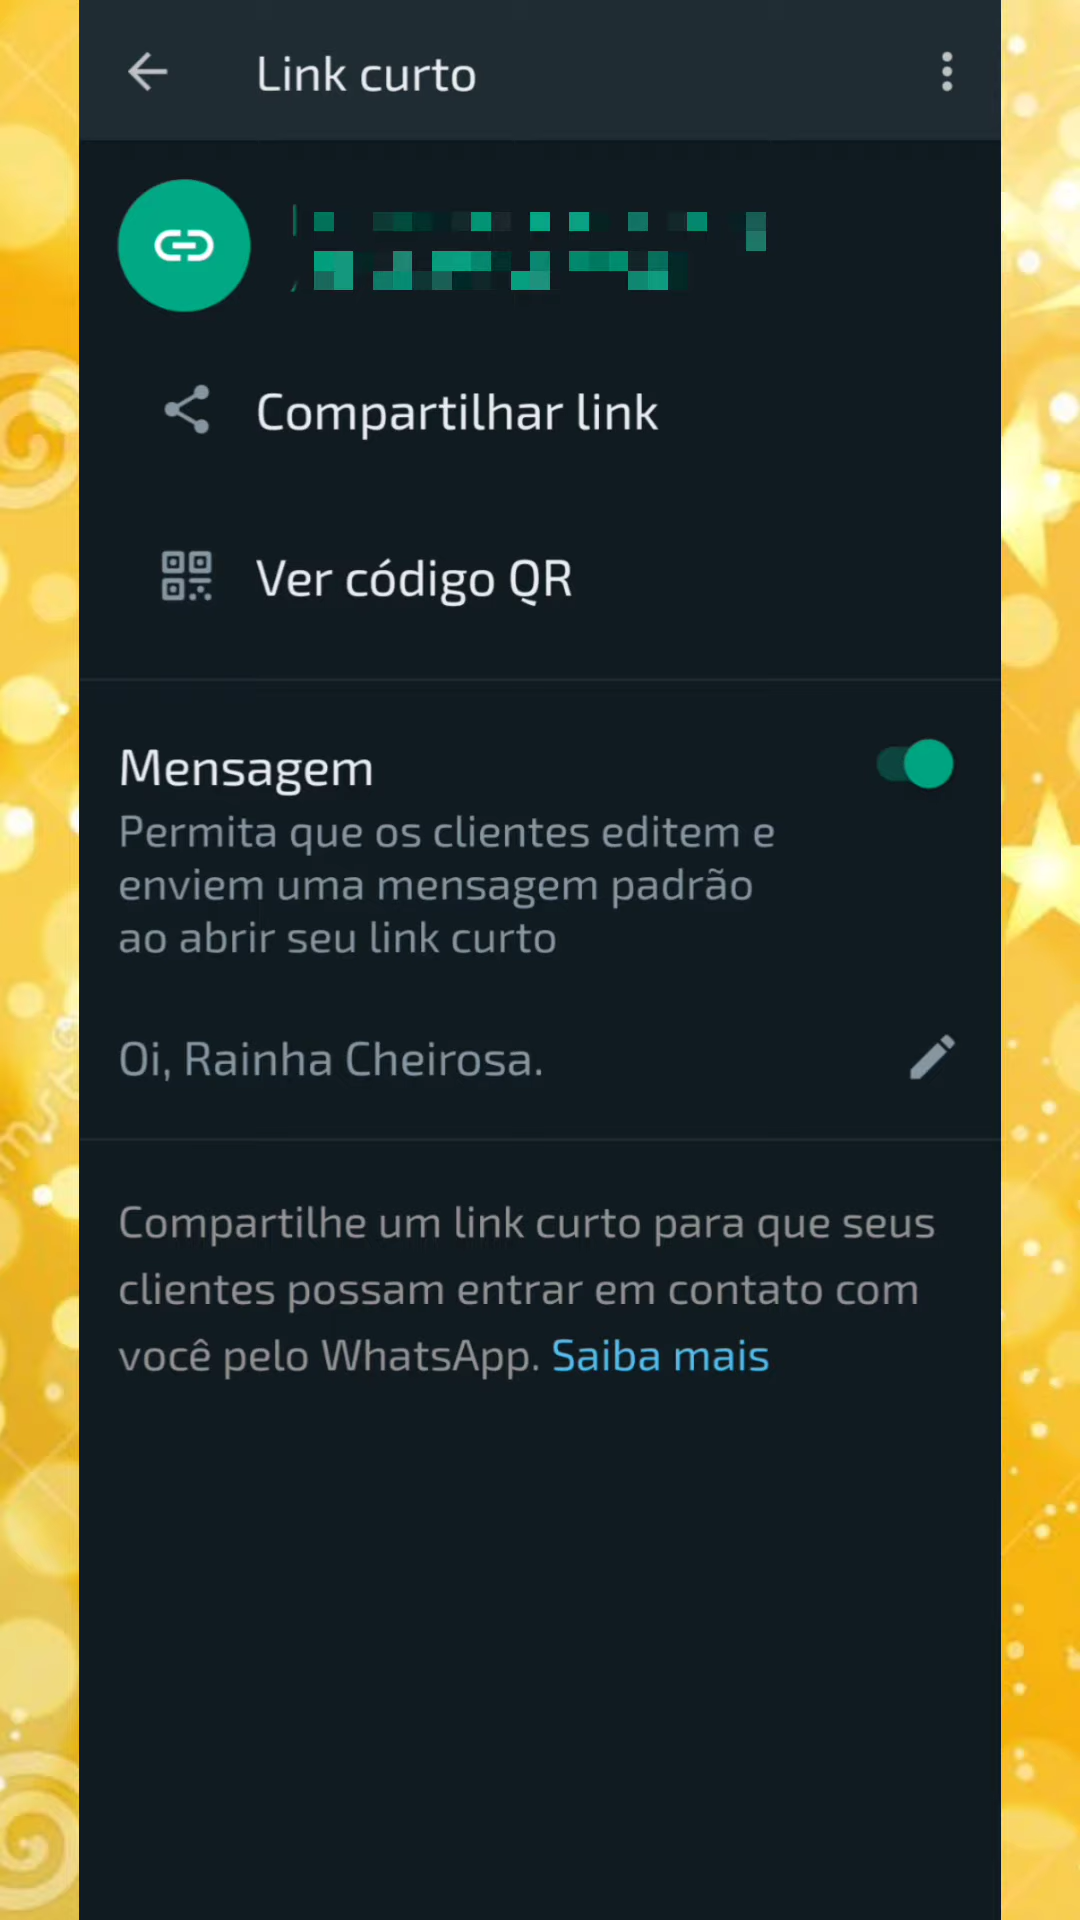 Link curto
Compartilhar link
Ver código QR
Mensagem
Permita que os clientes editem e
enviem uma mensagem padrão
ao abrir seu link curto
Oi, Rainha Cheirosa.
Compartilhe um link curto para que seus
clientes possam entrar em contato com
você pelo WhatsApp. Saiba mais